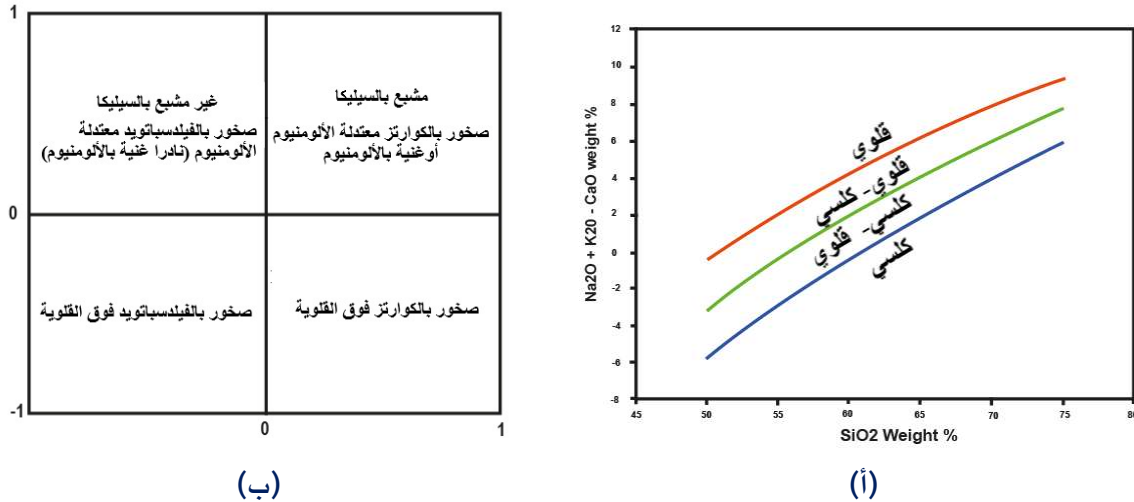 1
غير مشبع بالسيليكا
صخور بالفيلدسباتويد معتدلة
الألومنيوم (نادرا غنية بالألومنيوم)
مشبع بالسيليكا
صخور بالكوارتز معتدلة الألومنيوم
أوغنية بالألومنيوم
0
صخور بالفيلدسباتويد فوق القلوية
صخور بالكوارتز فوق القلوية
-1
0
1
(ب)
12
10
8
6
4
2
0
-2
-4
-6
-8
Na2O + K20 - CaO weight %
قلوي
قلوي- كلسي
كلسي- قلوي
كلسي
45
50
55
60
65
70
75
80
SiO2 Weight %
(أ)